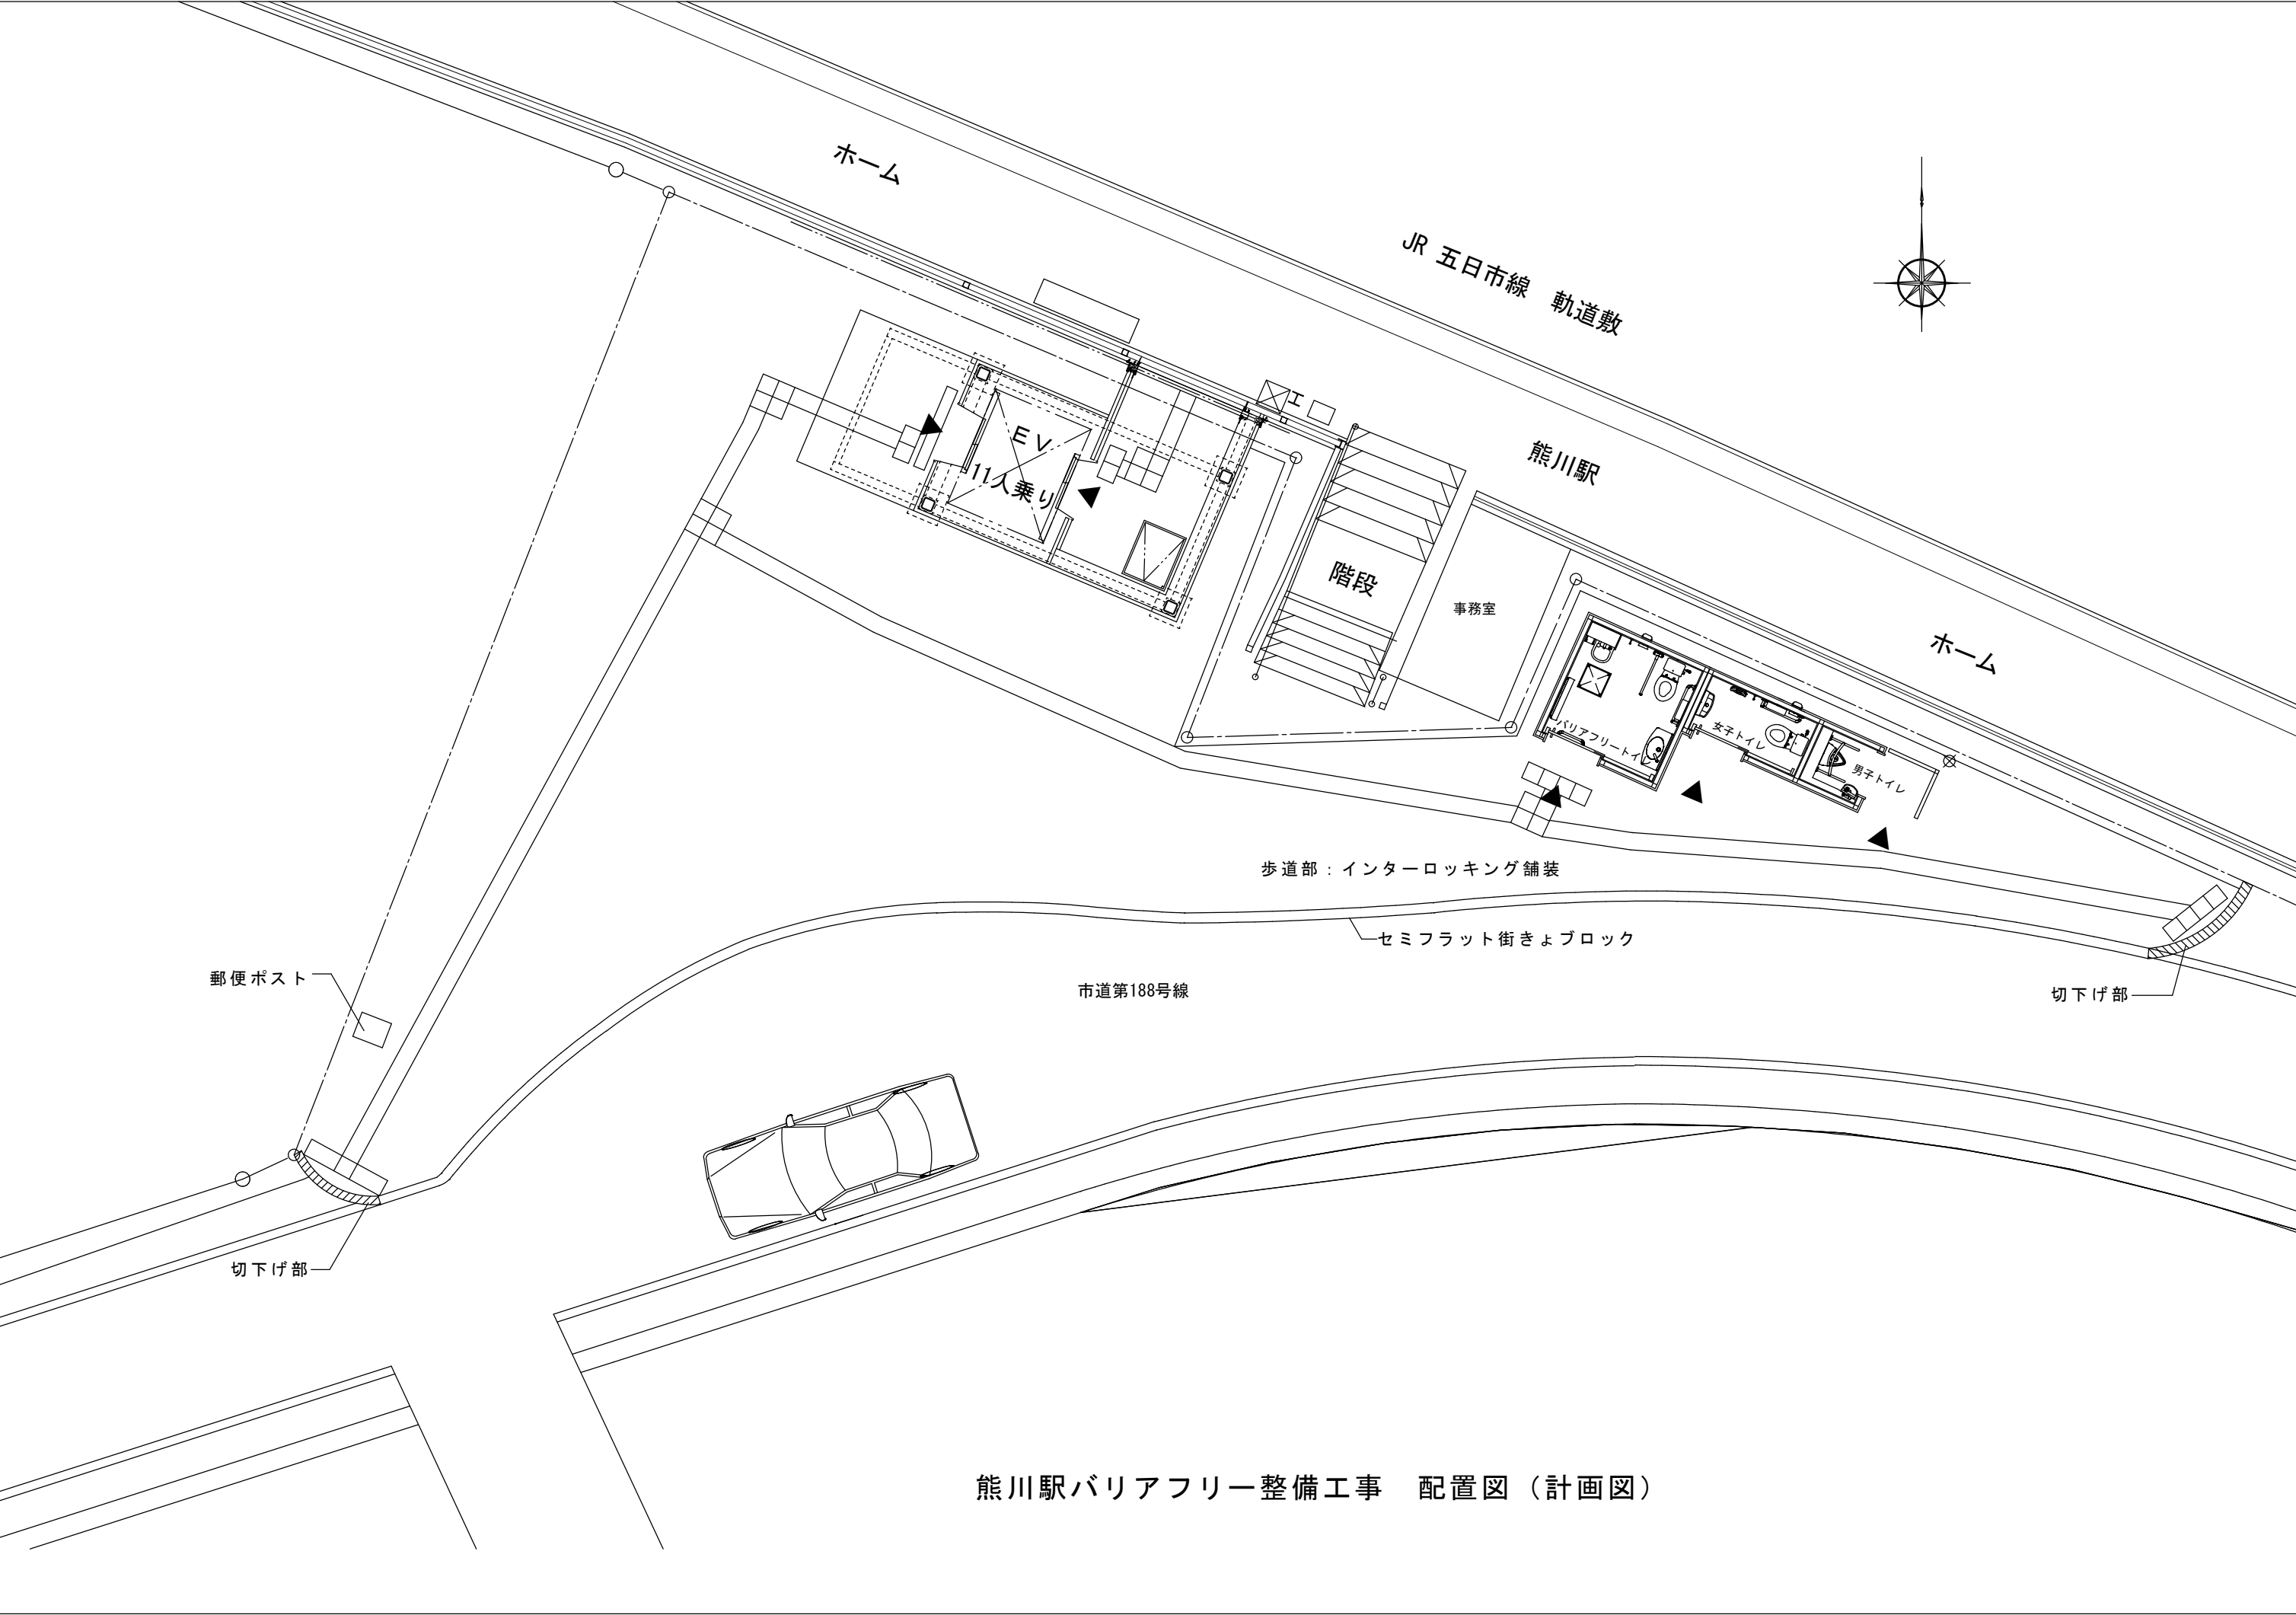 ホーム
JR 五日市線 軌道敷
熊川駅
EV
11人乗り
エ
階段
事務室
ホーム
バリアフリートイレ
女子トイレ
男子トイレ
歩道部：インターロッキング舗装
セミフラット街きょブロック
郵便ポスト
市道第188号線
切下げ部
切下げ部
熊川駅バリアフリー整備工事　配置図（計画図）